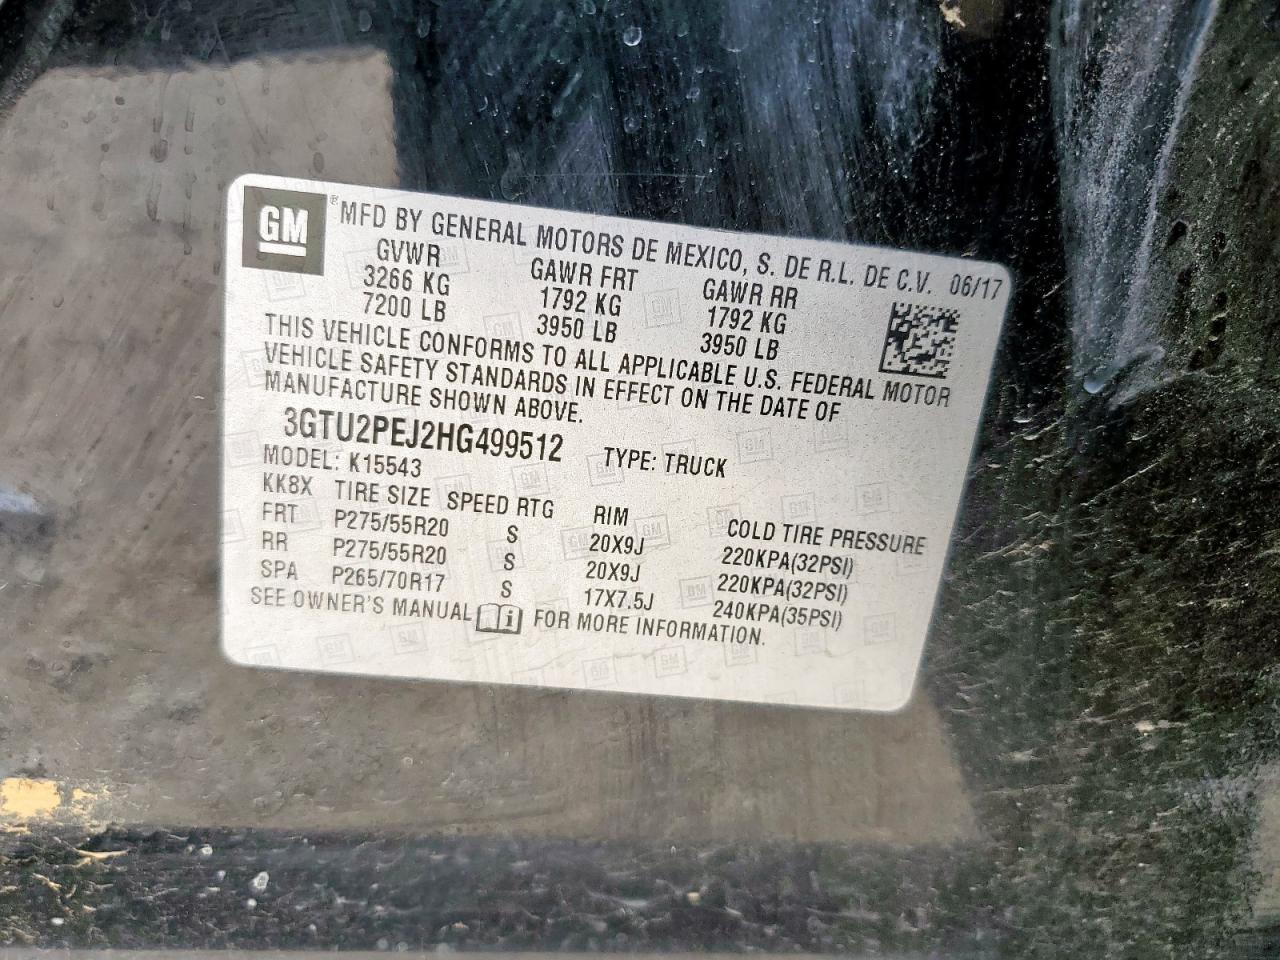 GM ® MFD BY GENERAL MOTORS DE MEXICO, S. DE R.L. DE C.V. 06/17
GVWR GAWR FRT GAWR RR
3266 KG 1792 KG 1792 KG
7200 LB 3950 LB 3950 LB
THIS VEHICLE CONFORMS TO ALL APPLICABLE U.S. FEDERAL MOTOR
VEHICLE SAFETY STANDARDS IN EFFECT ON THE DATE OF
MANUFACTURE SHOWN ABOVE.
3GTU2PEJ2HG499512 TYPE: TRUCK
MODEL: K15543
KK8X TIRE SIZE SPEED RTG RIM COLD TIRE PRESSURE
FRT P275/55R20 S 20X9J 220KPA(32PSI)
RR P275/55R20 S 20X9J 220KPA(32PSI)
SPA P265/70R17 S 17X7.5J 240KPA(35PSI)
SEE OWNER'S MANUAL FOR MORE INFORMATION.